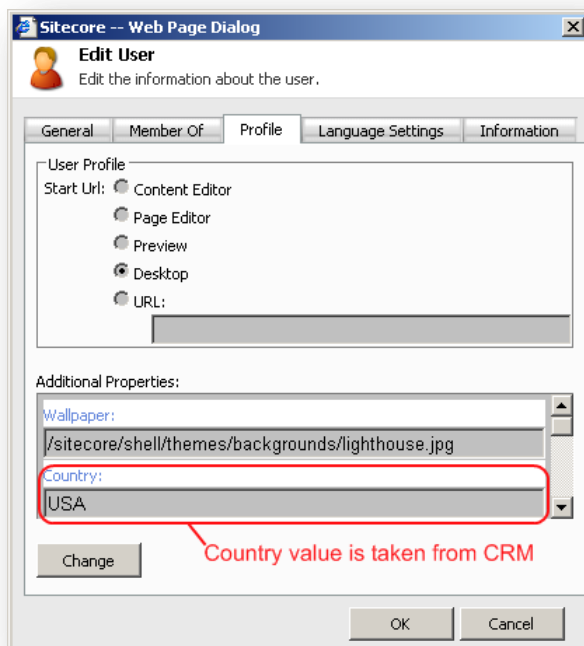 Sitecore -- Web Page Dialog
Edit User
Edit the information about the user.
General Member Of Profile Language Settings Information
User Profile
Start Url: Content Editor
Page Editor
Preview
Desktop
URL:
Additional Properties:
Wallpaper:
/sitecore/shell/themes/backgrounds/lighthouse.jpg
Country:
USA
Country value is taken from CRM
Change
OK Cancel